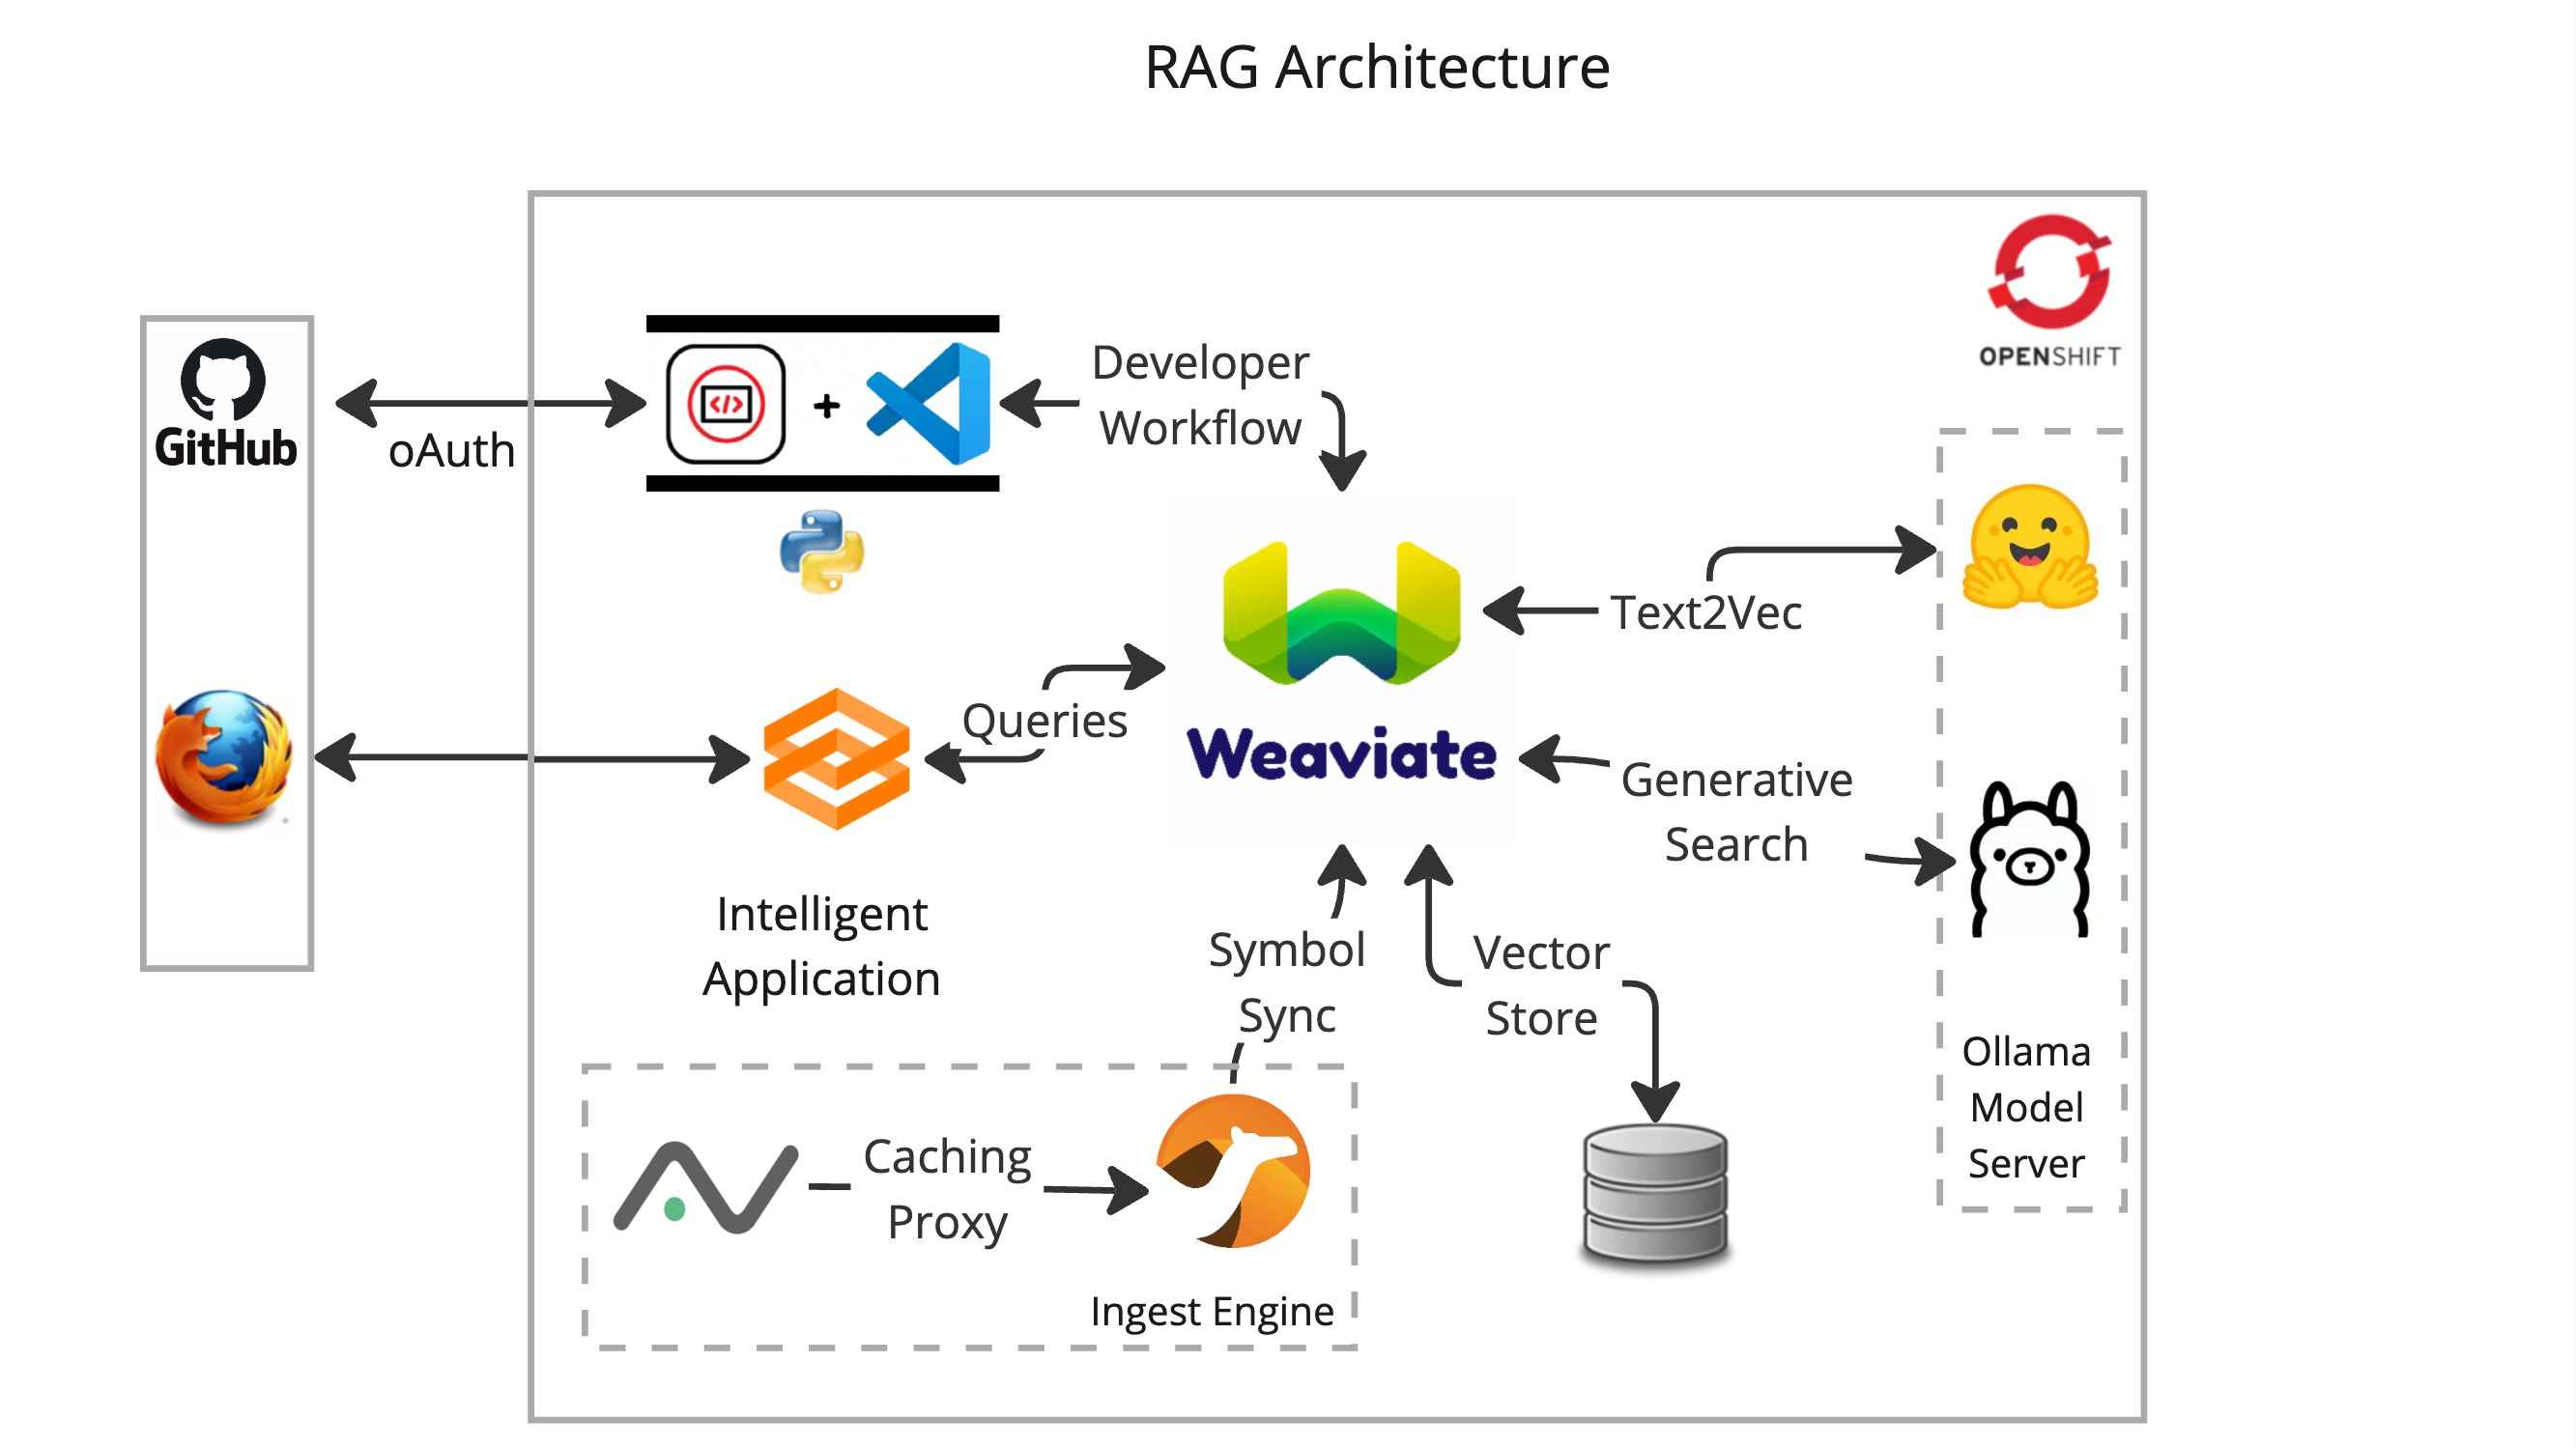 RAG Architecture
OPENSHIFT
GitHub
oAuth
</>
+
Developer
Workflow
Text2Vec
Queries
Weaviate
Generative
Search
Intelligent
Application
Symbol
Sync
Vector
Store
Ollama
Model
Server
Caching
Proxy
Ingest Engine